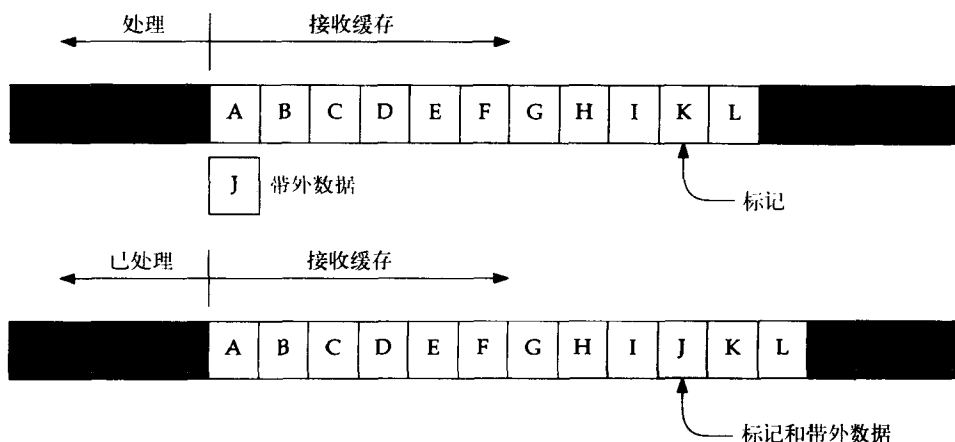 处理 接收缓存
A B C D E F G H I K L
J 带外数据
标记
已处理 接收缓存
A B C D E F G H I J K L
标记和带外数据